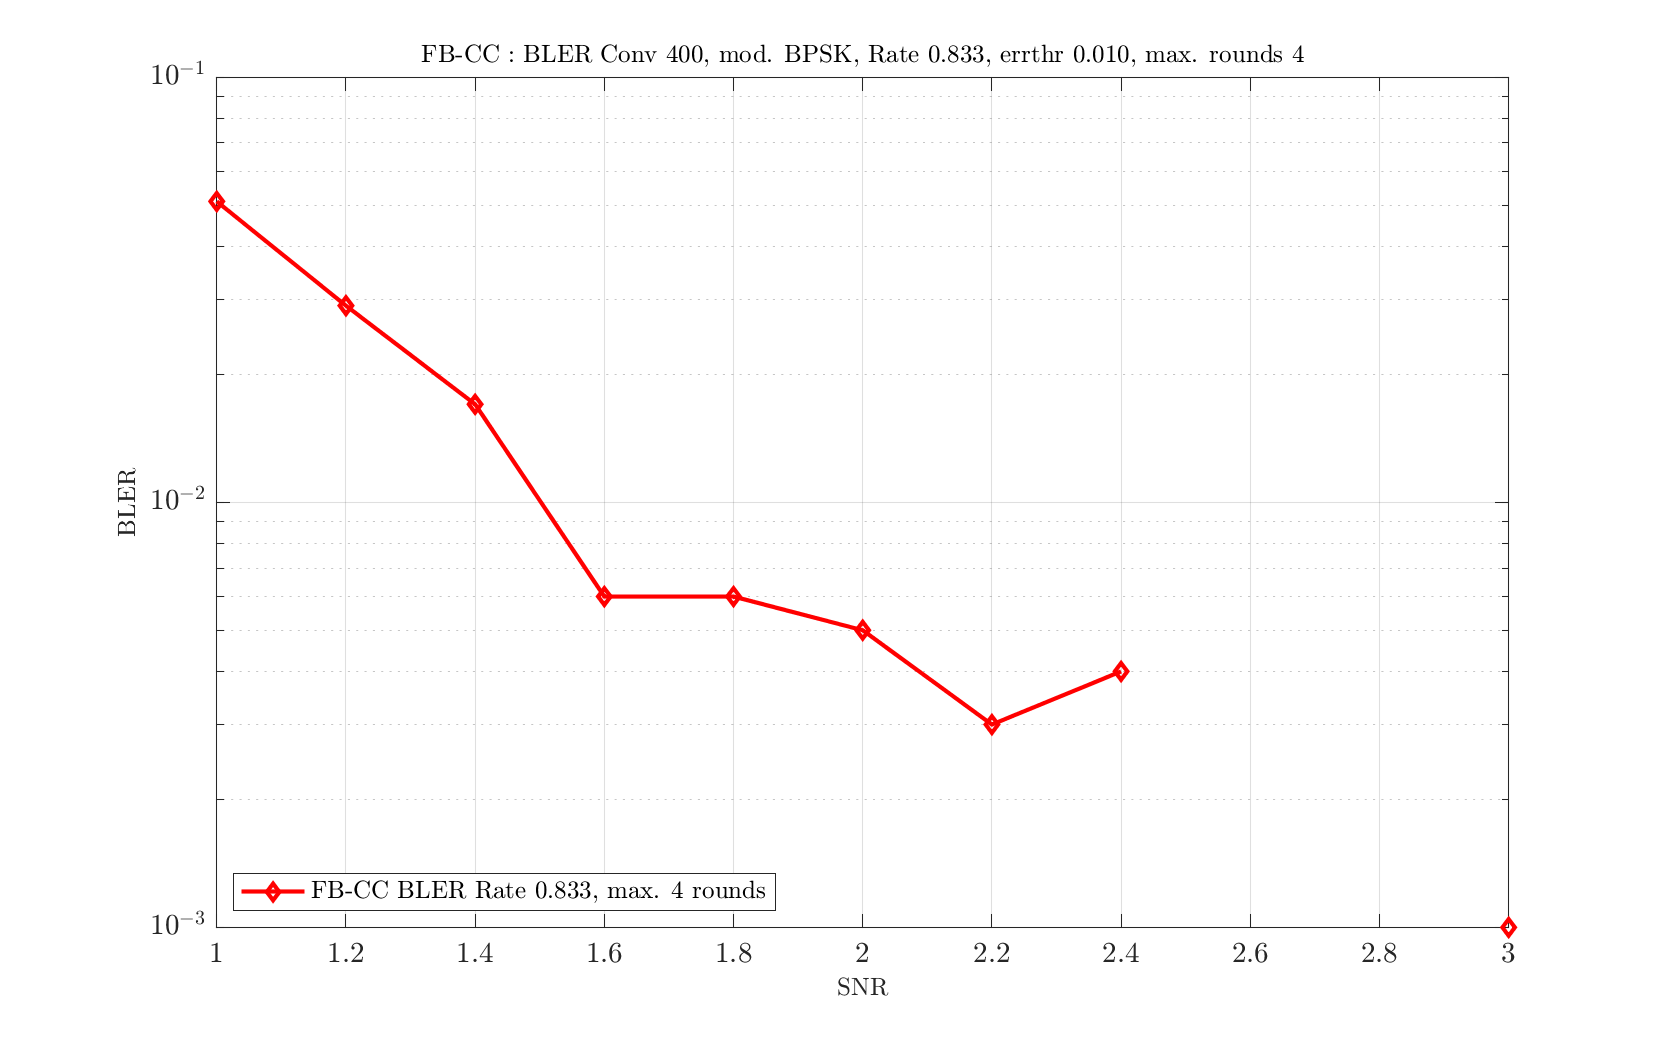 FB-CC : BLER Conv 400, mod. BPSK, Rate 0.833, errthr 0.010, max. rounds 4
10⁻¹
10⁻²
10⁻³
BLER
FB-CC BLER Rate 0.833, max. 4 rounds
1 1.2 1.4 1.6 1.8 2 2.2 2.4 2.6 2.8 3
SNR